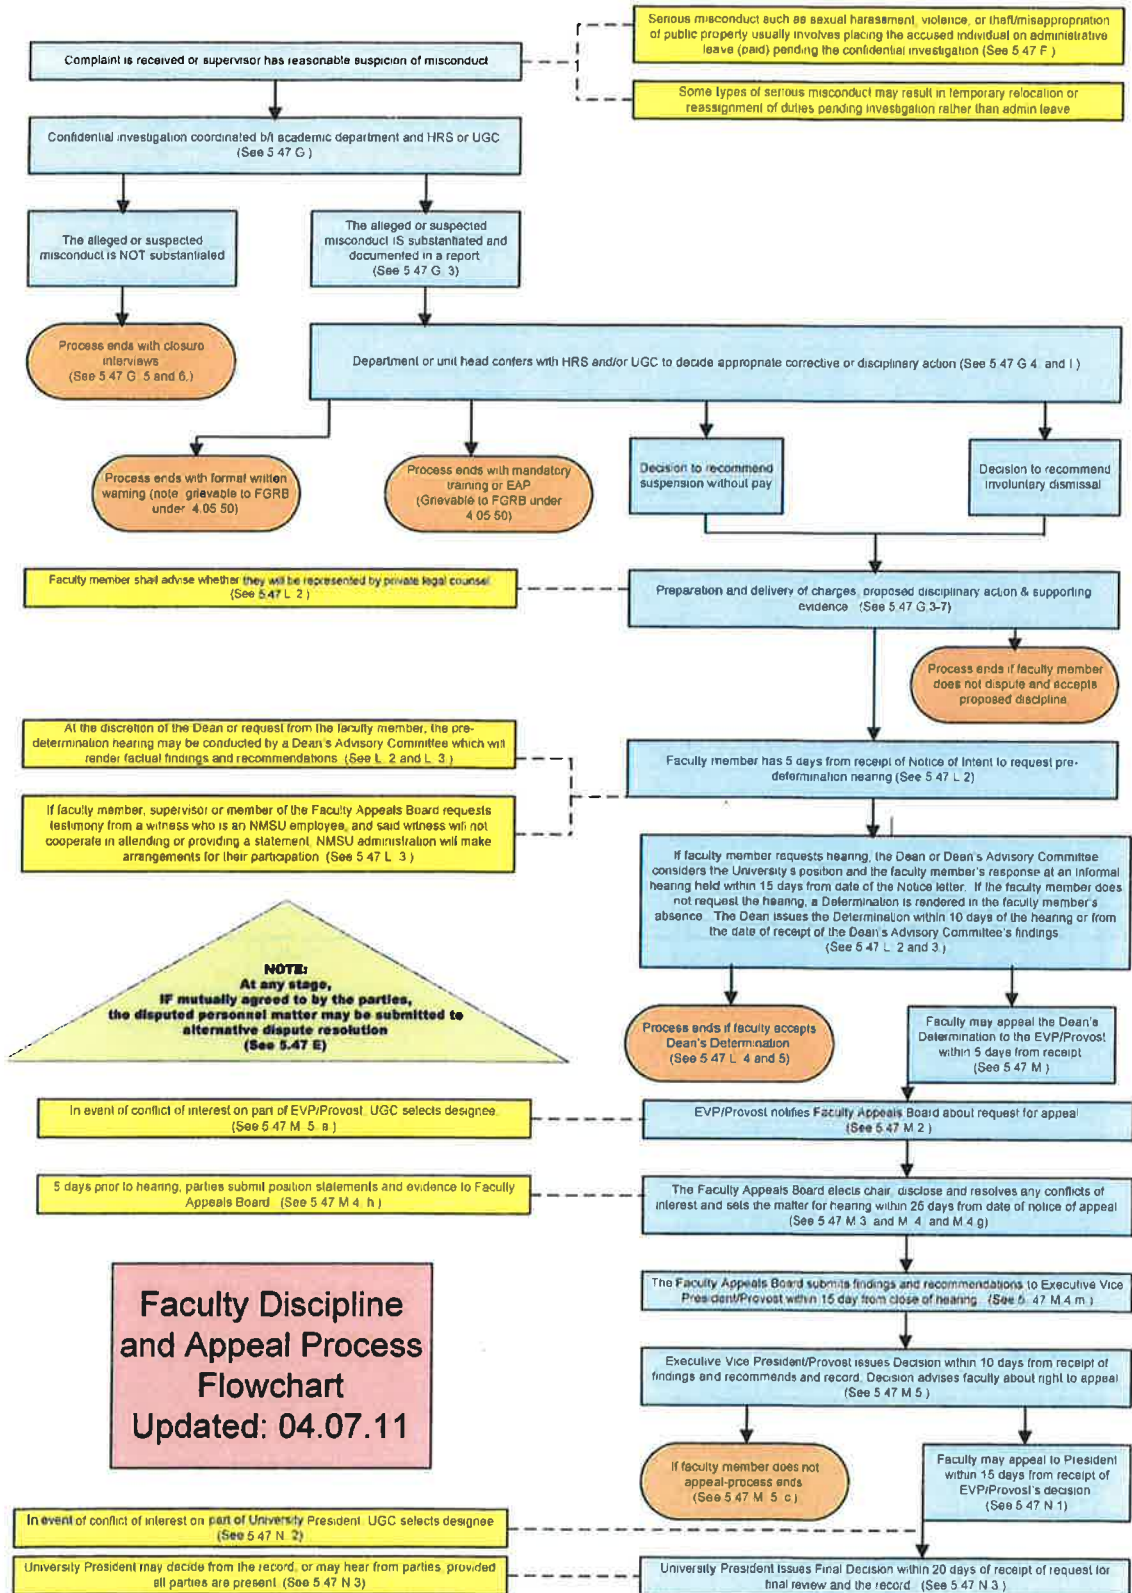 Serious misconduct such as sexual harassment, violence, or theft/misappropriation
of public property usually involves placing the accused individual on administrative
leave (paid) pending the confidential investigation (See 5 47 F )
Complaint is received or supervisor has reasonable suspicion of misconduct
Some types of serious misconduct may result in temporary relocation or
reassignment of duties pending investigation rather than admin leave
Confidential investigation coordinated b/t academic department and HRS or UGC
(See 5 47 G )
The alleged or suspected
misconduct is NOT substantiated
The alleged or suspected
misconduct IS substantiated and
documented in a report
(See 5 47 G 3)
Process ends with closure
interviews
(See 5 47 G 5 and 6.)
Department or unit head confers with HRS and/or UGC to decide appropriate corrective or disciplinary action (See 5 47 G 4 and I )
Process ends with formal written
warning (note grievable to FGRB
under 4.05 50)
Process ends with mandatory
training or EAP
(Grievable to FGRB under
4.05 50)
Decision to recommend
suspension without pay
Decision to recommend
involuntary dismissal
Faculty member shall advise whether they will be represented by private legal counsel
(See 5.47 L 2 )
Preparation and delivery of charges, proposed disciplinary action & supporting
evidence (See 5 47 G.3-7)
Process ends if faculty member
does not dispute and accepts
proposed discipline
At the discretion of the Dean or request from the faculty member, the pre-
determination hearing may be conducted by a Dean's Advisory Committee which will
render factual findings and recommendations (See L. 2 and L 3 )
Faculty member has 5 days from receipt of Notice of Intent to request pre-
determination hearing (See 5 47 L 2)
If faculty member, supervisor or member of the Faculty Appeals Board requests
testimony from a witness who is an NMSU employee, and said witness will not
cooperate in attending or providing a statement, NMSU administration will make
arrangements for their participation (See 5 47 L 3 )
If faculty member requests hearing, the Dean or Dean's Advisory Committee
considers the University's position and the faculty member's response at an informal
hearing held within 15 days from date of the Notice letter. If the faculty member does
not request the hearing, a Determination is rendered in the faculty member's
absence The Dean issues the Determination within 10 days of the hearing or from
the date of receipt of the Dean's Advisory Committee's findings
(See 5 47 L 2 and 3 )
NOTE:
At any stage,
IF mutually agreed to by the parties,
the disputed personnel matter may be submitted to
alternative dispute resolution
(See 5.47 E)
Process ends if faculty accepts
Dean's Determination
(See 5 47 L 4 and 5)
Faculty may appeal the Dean's
Determination to the EVP/Provost
within 5 days from receipt
(See 5 47 M )
In event of conflict of interest on part of EVP/Provost, UGC selects designee.
(See 5 47 M 5. a )
EVP/Provost notifies Faculty Appeals Board about request for appeal
(See 5 47 M 2 )
5 days prior to hearing, parties submit position statements and evidence to Faculty
Appeals Board (See 5 47 M 4. h )
The Faculty Appeals Board elects chair, disclose and resolves any conflicts of
interest and sets the matter for hearing within 25 days from date of notice of appeal
(See 5 47 M 3 and M 4 and M.4.g)
The Faculty Appeals Board submits findings and recommendations to Executive Vice
President/Provost within 15 day from close of hearing (See 5. 47 M.4 m )
Faculty Discipline
and Appeal Process
Flowchart
Updated: 04.07.11
Executive Vice President/Provost issues Decision within 10 days from receipt of
findings and recommends and record. Decision advises faculty about right to appeal
(See 5 47 M 5 )
If faculty member does not
appeal-process ends
(See 5 47 M 5 c )
Faculty may appeal to President
within 15 days from receipt of
EVP/Provost's decision
(See 5 47 N 1)
In event of conflict of interest on part of University President UGC selects designee
(See 5 47 N. 2)
University President may decide from the record, or may hear from parties, provided
all parties are present (See 5 47 N 3)
University President Issues Final Decision within 20 days of receipt of request for
final review and the record (See 5 47 N 3 )